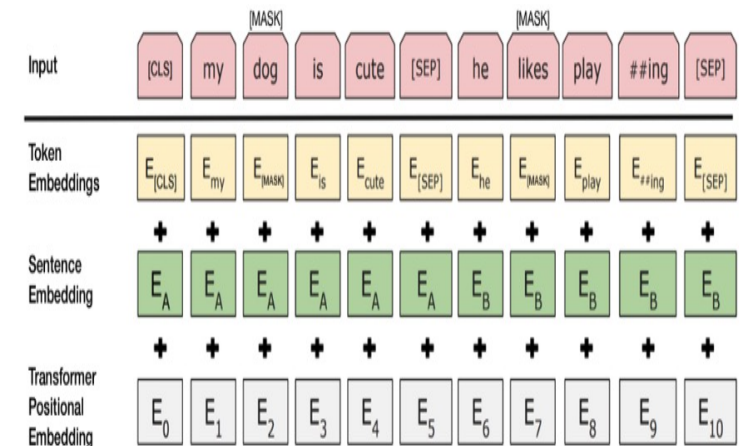 [MASK] [MASK]
Input [CLS] my dog is cute [SEP] he likes play ##ing [SEP]
Token
Embeddings
E[CLS] Emy E[MASK] Eis Ecute E[SEP] Ehe E[MASK] Eplay E##ing E[SEP]
+ + + + + + + + + + +
Sentence
Embedding
EA EA EA EA EA EA EB EB EB EB EB
+ + + + + + + + + + +
Transformer
Positional
Embedding
E0 E1 E2 E3 E4 E5 E6 E7 E8 E9 E10